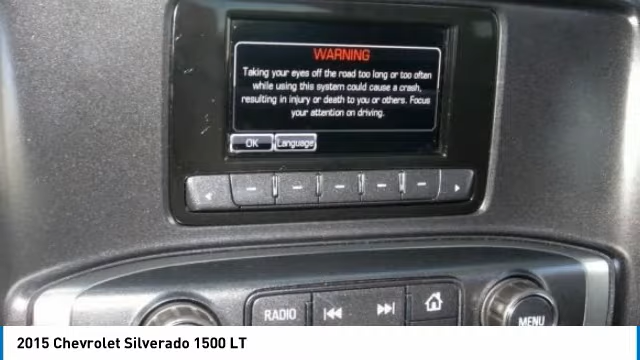 WARNING
Taking your eyes off the road too long or too often
while using this system could cause a crash,
resulting in injury or death to you or others. Focus
your attention on driving.
OK Language
RADIO
MENU
2015 Chevrolet Silverado 1500 LT